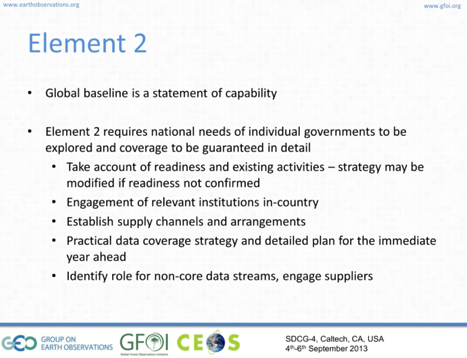 www.earthobservations.org
www.gfoi.org
Element 2
• Global baseline is a statement of capability
• Element 2 requires national needs of individual governments to be
explored and coverage to be guaranteed in detail
• Take account of readiness and existing activities – strategy may be
modified if readiness not confirmed
• Engagement of relevant institutions in-country
• Establish supply channels and arrangements
• Practical data coverage strategy and detailed plan for the immediate
year ahead
• Identify role for non-core data streams, engage suppliers
GEO GROUP ON
EARTH OBSERVATIONS
GFOI
Global Forest Observations Initiative
CEOS
SDCG-4, Caltech, CA, USA
4th-6th September 2013